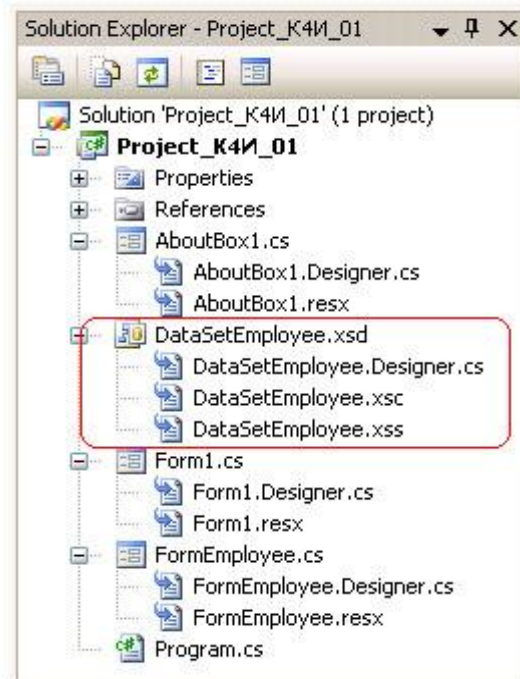 Solution Explorer - Project_К4И_01
Solution 'Project_К4И_01' (1 project)
Project_К4И_01
Properties
References
AboutBox1.cs
AboutBox1.Designer.cs
AboutBox1.resx
DataSetEmployee.xsd
DataSetEmployee.Designer.cs
DataSetEmployee.xsc
DataSetEmployee.xss
Form1.cs
Form1.Designer.cs
Form1.resx
FormEmployee.cs
FormEmployee.Designer.cs
FormEmployee.resx
Program.cs